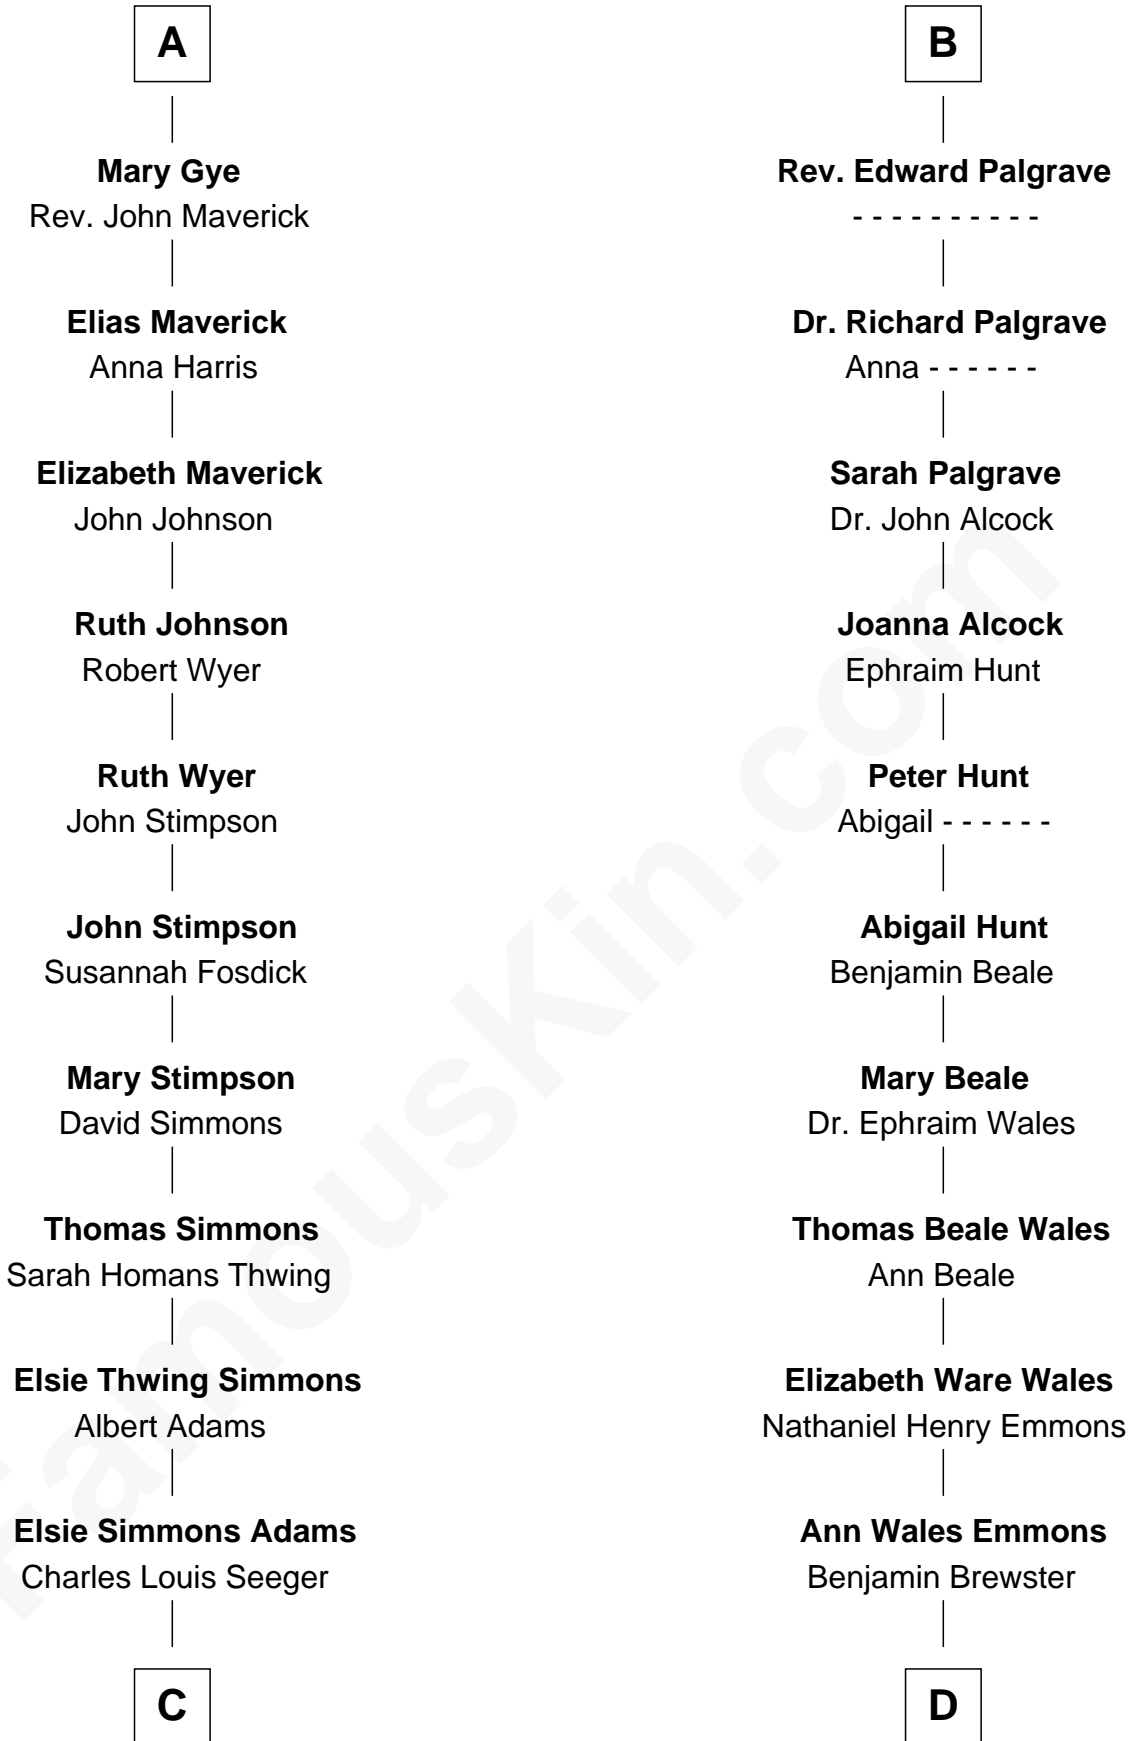 A
Mary Gye
Rev. John Maverick
Elias Maverick
Anna Harris
Elizabeth Maverick
John Johnson
Ruth Johnson
Robert Wyer
Ruth Wyer
John Stimpson
John Stimpson
Susannah Fosdick
Mary Stimpson
David Simmons
Thomas Simmons
Sarah Homans Thwing
Elsie Thwing Simmons
Albert Adams
Elsie Simmons Adams
Charles Louis Seeger
C
B
Rev. Edward Palgrave
- - - - - - - - - -
Dr. Richard Palgrave
Anna - - - - - -
Sarah Palgrave
Dr. John Alcock
Joanna Alcock
Ephraim Hunt
Peter Hunt
Abigail - - - - - -
Abigail Hunt
Benjamin Beale
Mary Beale
Dr. Ephraim Wales
Thomas Beale Wales
Ann Beale
Elizabeth Ware Wales
Nathaniel Henry Emmons
Ann Wales Emmons
Benjamin Brewster
D
FamousKin.com